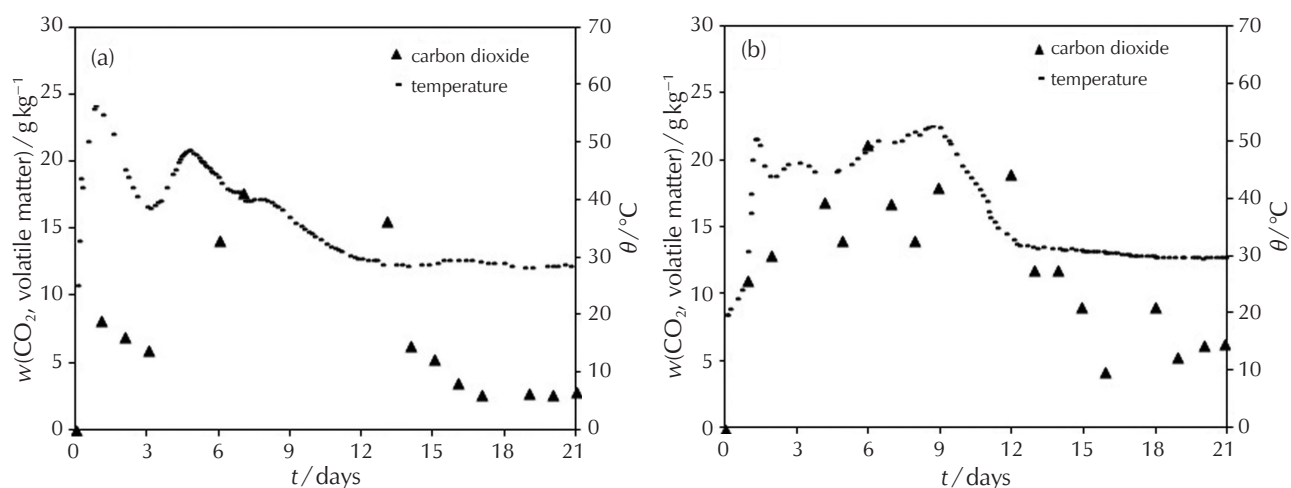 (a)
carbon dioxide
temperature
w(CO₂, volatile matter) / g kg⁻¹
30
25
20
15
10
5
0
70
60
50
40
30
20
10
0
θ / °C
0 3 6 9 12 15 18 21
t / days
(b)
carbon dioxide
temperature
w(CO₂, volatile matter) / g kg⁻¹
30
25
20
15
10
5
0
70
60
50
40
30
20
10
0
θ / °C
0 3 6 9 12 15 18 21
t / days